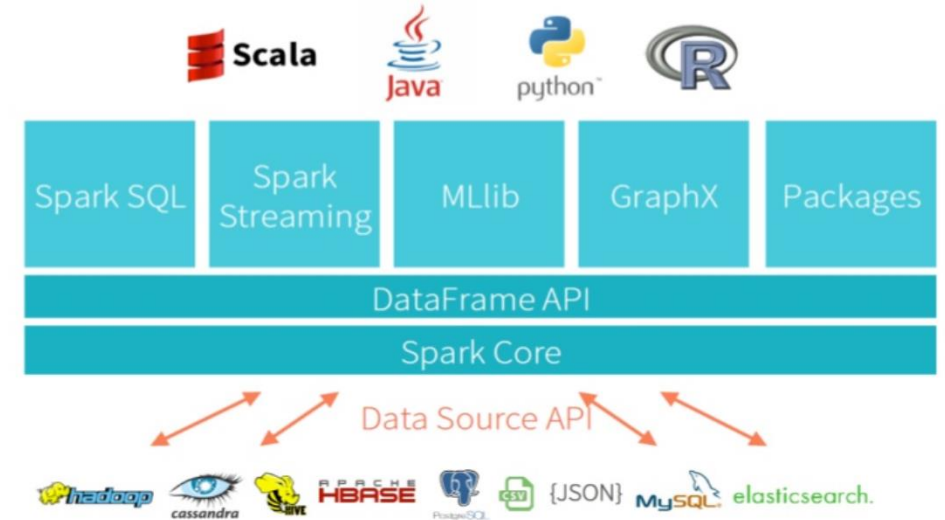 Scala
Java
python™
R
Spark SQL
Spark
Streaming
MLlib
GraphX
Packages
DataFrame API
Spark Core
Data Source API
hadoop
cassandra
HIVE
APACHE
HBASE
PostgreSQL
CSV
{JSON}
MySQL
elasticsearch.